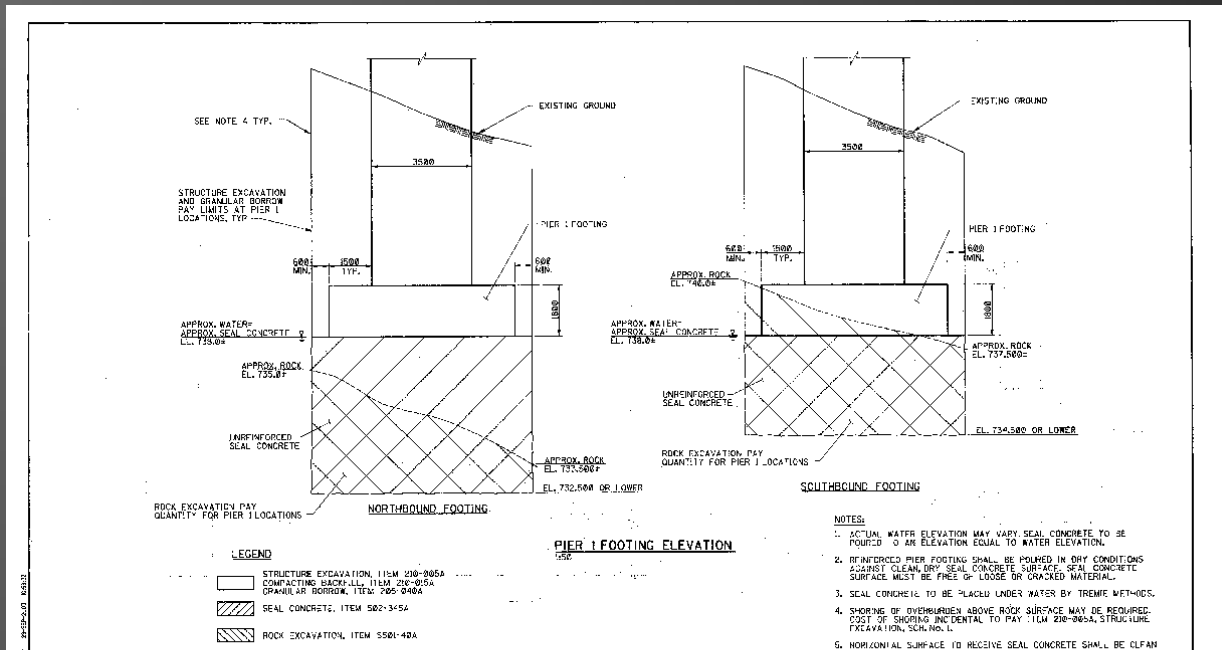 SEE NOTE 4 TYP.
EXISTING GROUND
3500
STRUCTURE EXCAVATION
AND GRANULAR BORROW
PAY LIMITS AT PIER 1
LOCATIONS, TYP
PIER 1 FOOTING
600
MIN.
1500
TYP.
600
MIN.
1800
APPROX. WATER=
APPROX. SEAL CONCRETE
EL. 738.0±
APPROX. ROCK
EL. 735.0±
UNREINFORCED
SEAL CONCRETE
APPROX. ROCK
EL. 733.500±
EL. 732.500 OR LOWER
ROCK EXCAVATION PAY
QUANTITY FOR PIER 1 LOCATIONS
NORTHBOUND FOOTING
EXISTING GROUND
3500
PIER 1 FOOTING
600
MIN.
1500
TYP.
600
MIN.
APPROX. ROCK
EL. 740.0±
1800
APPROX. WATER=
APPROX. SEAL CONCRETE
EL. 738.0±
APPROX. ROCK
EL. 737.500±
UNREINFORCED
SEAL CONCRETE
EL. 734.500 OR LOWER
ROCK EXCAVATION PAY
QUANTITY FOR PIER 1 LOCATIONS
SOUTHBOUND FOOTING
PIER 1 FOOTING ELEVATION
LEGEND
STRUCTURE EXCAVATION, ITEM 210-005A
COMPACTING BACKFILL, ITEM 210-015A
GRANULAR BORROW, ITEM 205-040A
SEAL CONCRETE, ITEM 502-345A
ROCK EXCAVATION, ITEM S501-40A
NOTES:
1. ACTUAL WATER ELEVATION MAY VARY. SEAL CONCRETE TO BE
POURED TO AN ELEVATION EQUAL TO WATER ELEVATION.
2. REINFORCED PIER FOOTING SHALL BE POURED IN DRY CONDITIONS
AGAINST CLEAN, DRY SEAL CONCRETE SURFACE. SEAL CONCRETE
SURFACE MUST BE FREE OF LOOSE OR CRACKED MATERIAL.
3. SEAL CONCRETE TO BE PLACED UNDER WATER BY TREMIE METHODS.
4. SHORING OF OVERBURDEN ABOVE ROCK SURFACE MAY BE REQUIRED.
COST OF SHORING INCIDENTAL TO PAY ITEM 210-005A, STRUCTURE
EXCAVATION, SCH. No. 1.
5. HORIZONTAL SURFACE TO RECEIVE SEAL CONCRETE SHALL BE CLEAN